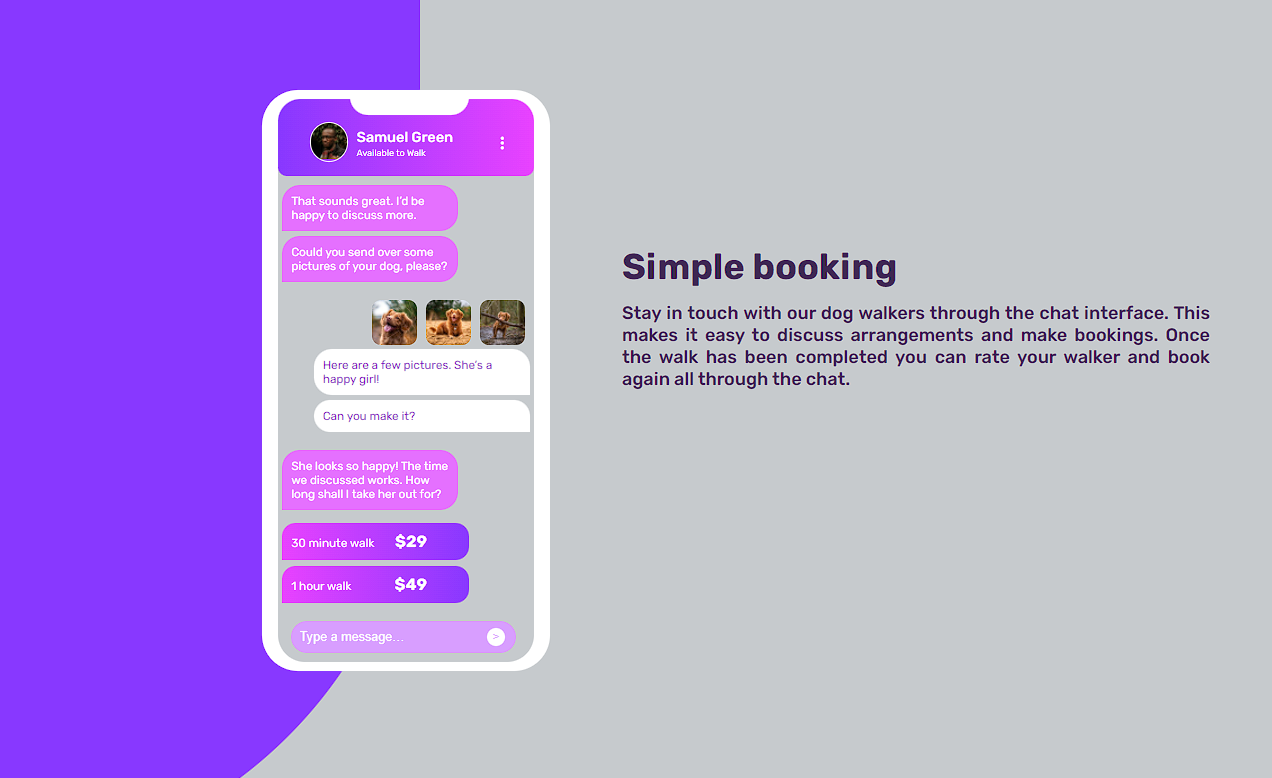 Samuel Green
Available to Walk
That sounds great. I'd be
happy to discuss more.
Could you send over some
pictures of your dog, please?
Here are a few pictures. She's a
happy girl!
Can you make it?
She looks so happy! The time
we discussed works. How
long shall I take her out for?
30 minute walk $29
1 hour walk $49
Type a message...
>
Simple booking
Stay in touch with our dog walkers through the chat interface. This
makes it easy to discuss arrangements and make bookings. Once
the walk has been completed you can rate your walker and book
again all through the chat.